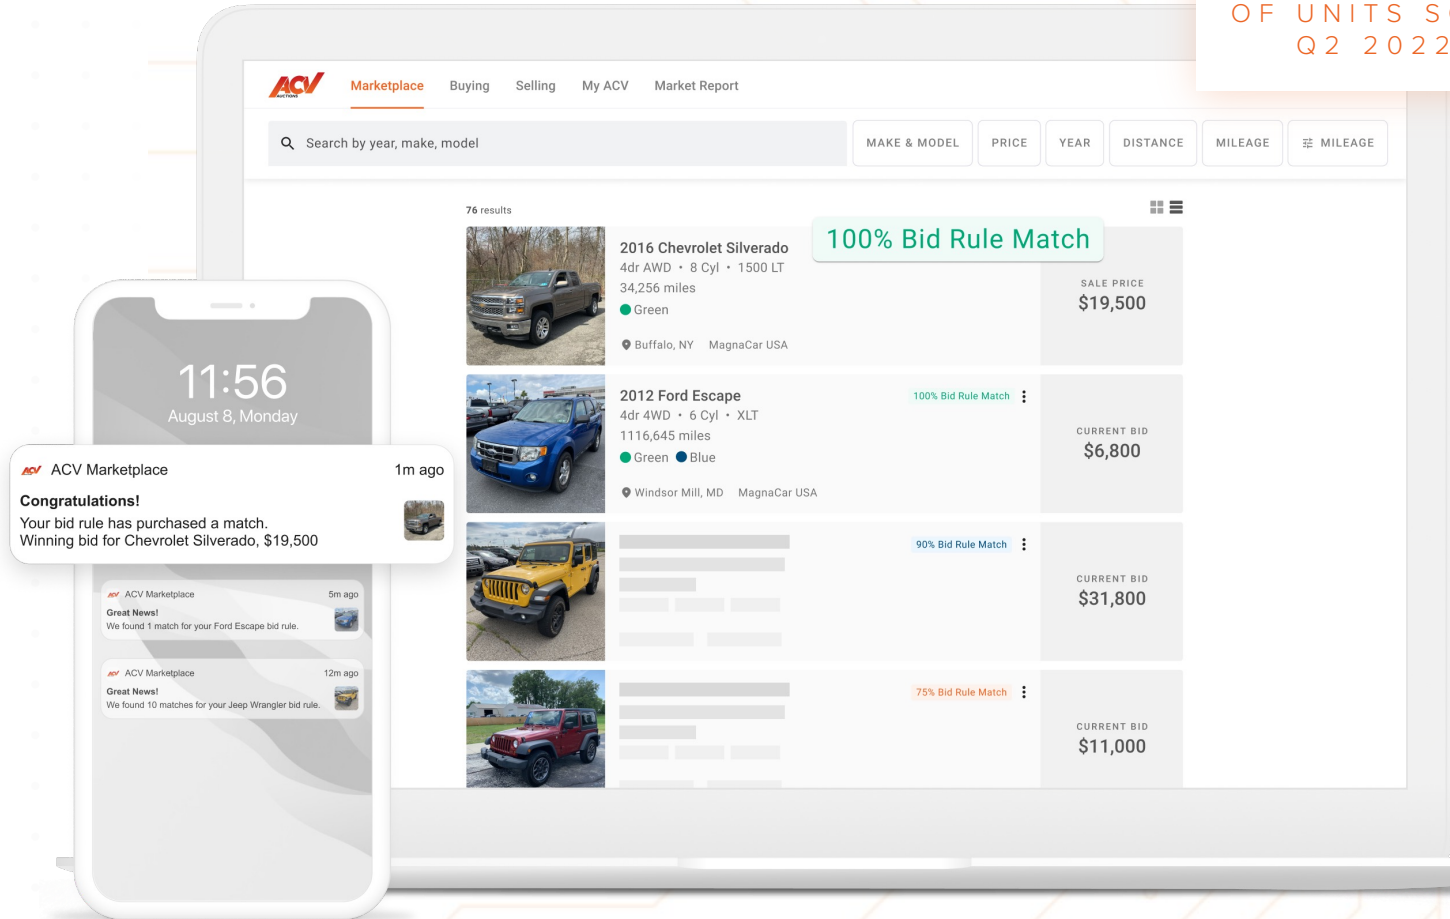 OF UNITS
Q2 2022
ACV
AUCTIONS
Marketplace
Buying
Selling
My ACV
Market Report
Search by year, make, model
MAKE & MODEL
PRICE
YEAR
DISTANCE
MILEAGE
MILEAGE
76 results
100% Bid Rule Match
2016 Chevrolet Silverado
4dr AWD • 8 Cyl • 1500 LT
34,256 miles
Green
Buffalo, NY MagnaCar USA
SALE PRICE
$19,500
2012 Ford Escape
4dr 4WD • 6 Cyl • XLT
1116,645 miles
Green Blue
Windsor Mill, MD MagnaCar USA
100% Bid Rule Match
CURRENT BID
$6,800
90% Bid Rule Match
CURRENT BID
$31,800
75% Bid Rule Match
CURRENT BID
$11,000
11:56
August 8, Monday
ACV ACV Marketplace 1m ago
Congratulations!
Your bid rule has purchased a match.
Winning bid for Chevrolet Silverado, $19,500
ACV ACV Marketplace 5m ago
Great News!
We found 1 match for your Ford Escape bid rule.
ACV ACV Marketplace 12m ago
Great News!
We found 10 matches for your Jeep Wrangler bid rule.